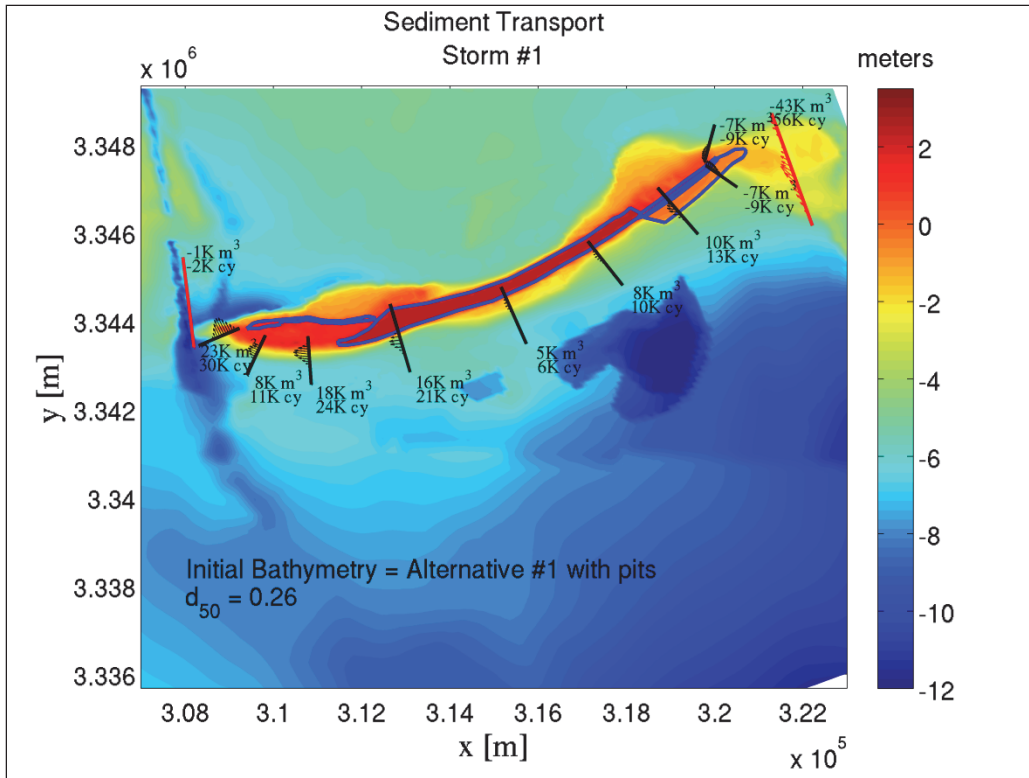 Sediment Transport
Storm #1
x 10^6
meters
3.348
3.346
3.344
3.342
3.34
3.338
3.336
y [m]
-1K m^3
-2K cy
23K m^3
30K cy
8K m^3
11K cy
18K m^3
24K cy
16K m^3
21K cy
5K m^3
6K cy
8K m^3
10K cy
10K m^3
13K cy
-7K m^3
-9K cy
-7K m^3
-9K cy
-43K m^3
-56K cy
Initial Bathymetry = Alternative #1 with pits
d_50 = 0.26
2
0
-2
-4
-6
-8
-10
-12
3.08
3.1
3.12
3.14
3.16
3.18
3.2
3.22
x [m]
x 10^5